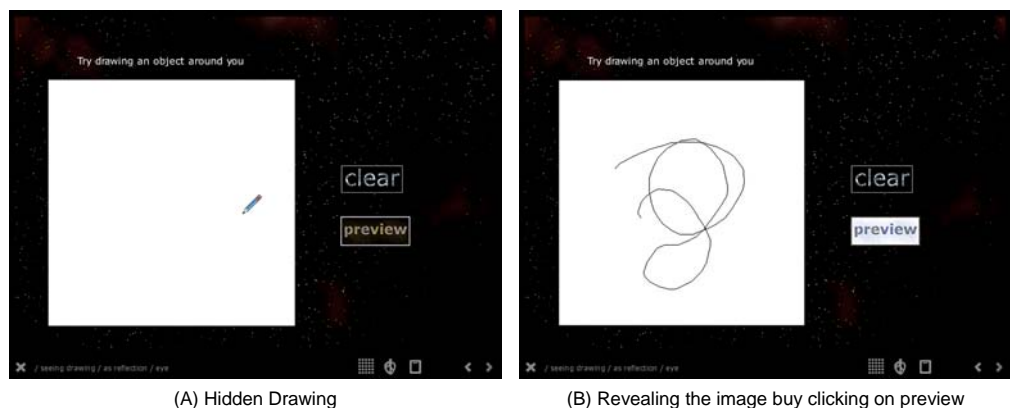 Try drawing an object around you
clear
preview
/ seeing drawing / as reflection / eye
(A) Hidden Drawing
Try drawing an object around you
clear
preview
/ seeing drawing / as reflection / eye
(B) Revealing the image buy clicking on preview